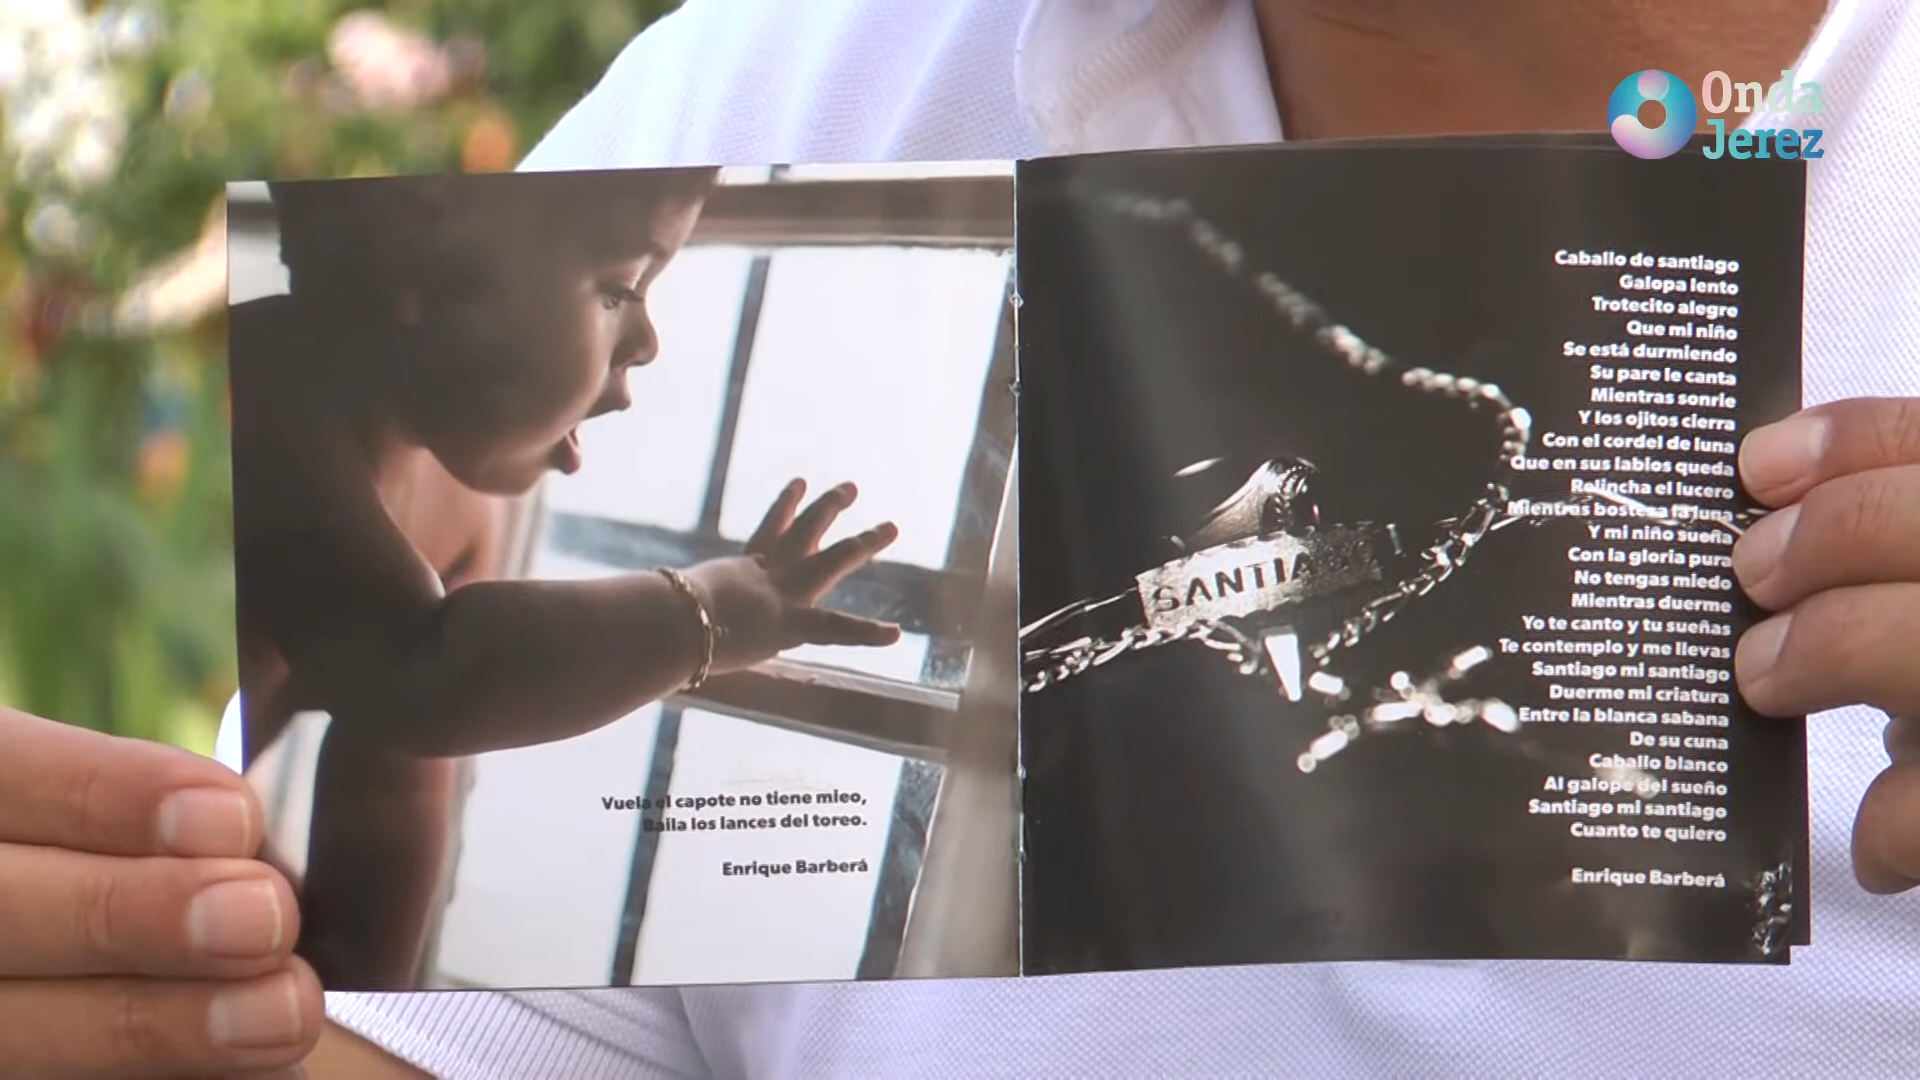 Onda
Jerez
Vuela el capote no tiene mieo,
Baila los lances del toreo.
Enrique Barberá
SANTIA
Caballo de santiago
Galopa lento
Trotecito alegre
Que mi niño
Se está durmiendo
Su pare le canta
Mientras sonrie
Y los ojitos cierra
Con el cordel de luna
Que en sus labios queda
Relincha el lucero
Mientras bosteza la luna
Y mi niño sueña
Con la gloria pura
No tengas miedo
Mientras duerme
Yo te canto y tu sueñas
Te contemplo y me llevas
Santiago mi santiago
Duerme mi criatura
Entre la blanca sabana
De su cuna
Caballo blanco
Al galope del sueño
Santiago mi santiago
Cuanto te quiero
Enrique Barberá